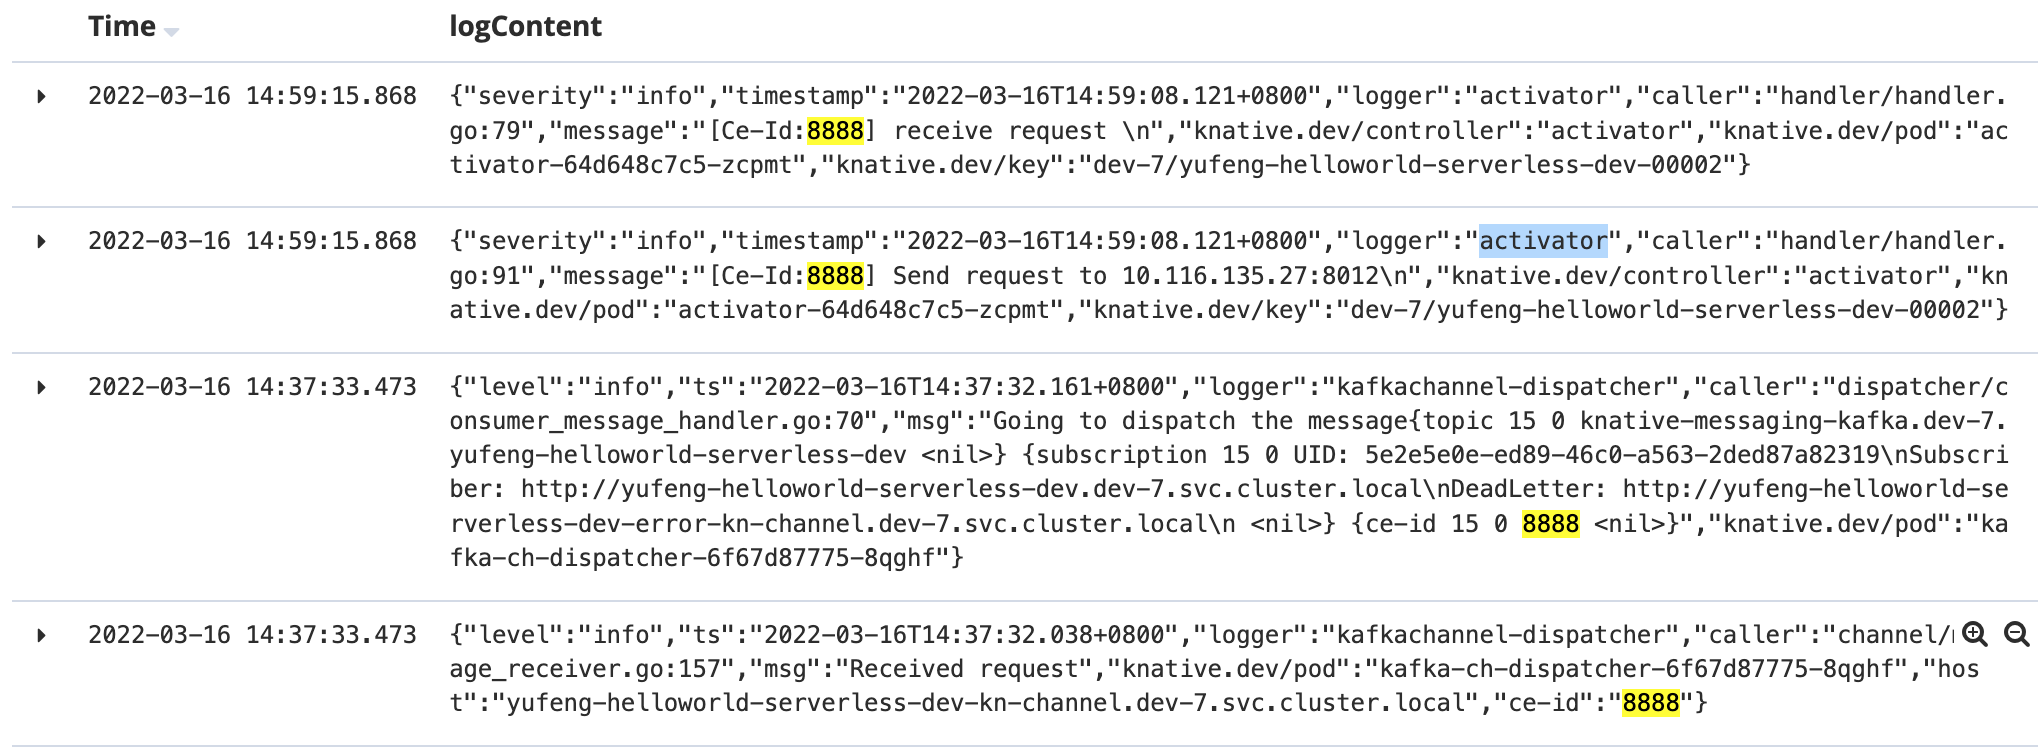 Time logContent
2022-03-16 14:59:15.868 {"severity":"info","timestamp":"2022-03-16T14:59:08.121+0800","logger":"activator","caller":"handler/handler.
go:79","message":"[Ce-Id:8888] receive request \n","knative.dev/controller":"activator","knative.dev/pod":"ac
tivator-64d648c7c5-zcpmt","knative.dev/key":"dev-7/yufeng-helloworld-serverless-dev-00002"}
2022-03-16 14:59:15.868 {"severity":"info","timestamp":"2022-03-16T14:59:08.121+0800","logger":"activator","caller":"handler/handler.
go:91","message":"[Ce-Id:8888] Send request to 10.116.135.27:8012\n","knative.dev/controller":"activator","kn
ative.dev/pod":"activator-64d648c7c5-zcpmt","knative.dev/key":"dev-7/yufeng-helloworld-serverless-dev-00002"}
2022-03-16 14:37:33.473 {"level":"info","ts":"2022-03-16T14:37:32.161+0800","logger":"kafkachannel-dispatcher","caller":"dispatcher/c
onsumer_message_handler.go:70","msg":"Going to dispatch the message{topic 15 0 knative-messaging-kafka.dev-7.
yufeng-helloworld-serverless-dev <nil>} {subscription 15 0 UID: 5e2e5e0e-ed89-46c0-a563-2ded87a82319\nSubscri
ber: http://yufeng-helloworld-serverless-dev.dev-7.svc.cluster.local\nDeadLetter: http://yufeng-helloworld-se
rverless-dev-error-kn-channel.dev-7.svc.cluster.local\n <nil>} {ce-id 15 0 8888 <nil>}","knative.dev/pod":"ka
fka-ch-dispatcher-6f67d87775-8qghf"}
2022-03-16 14:37:33.473 {"level":"info","ts":"2022-03-16T14:37:32.038+0800","logger":"kafkachannel-dispatcher","caller":"channel/
age_receiver.go:157","msg":"Received request","knative.dev/pod":"kafka-ch-dispatcher-6f67d87775-8qghf","hos
t":"yufeng-helloworld-serverless-dev-kn-channel.dev-7.svc.cluster.local","ce-id":"8888"}